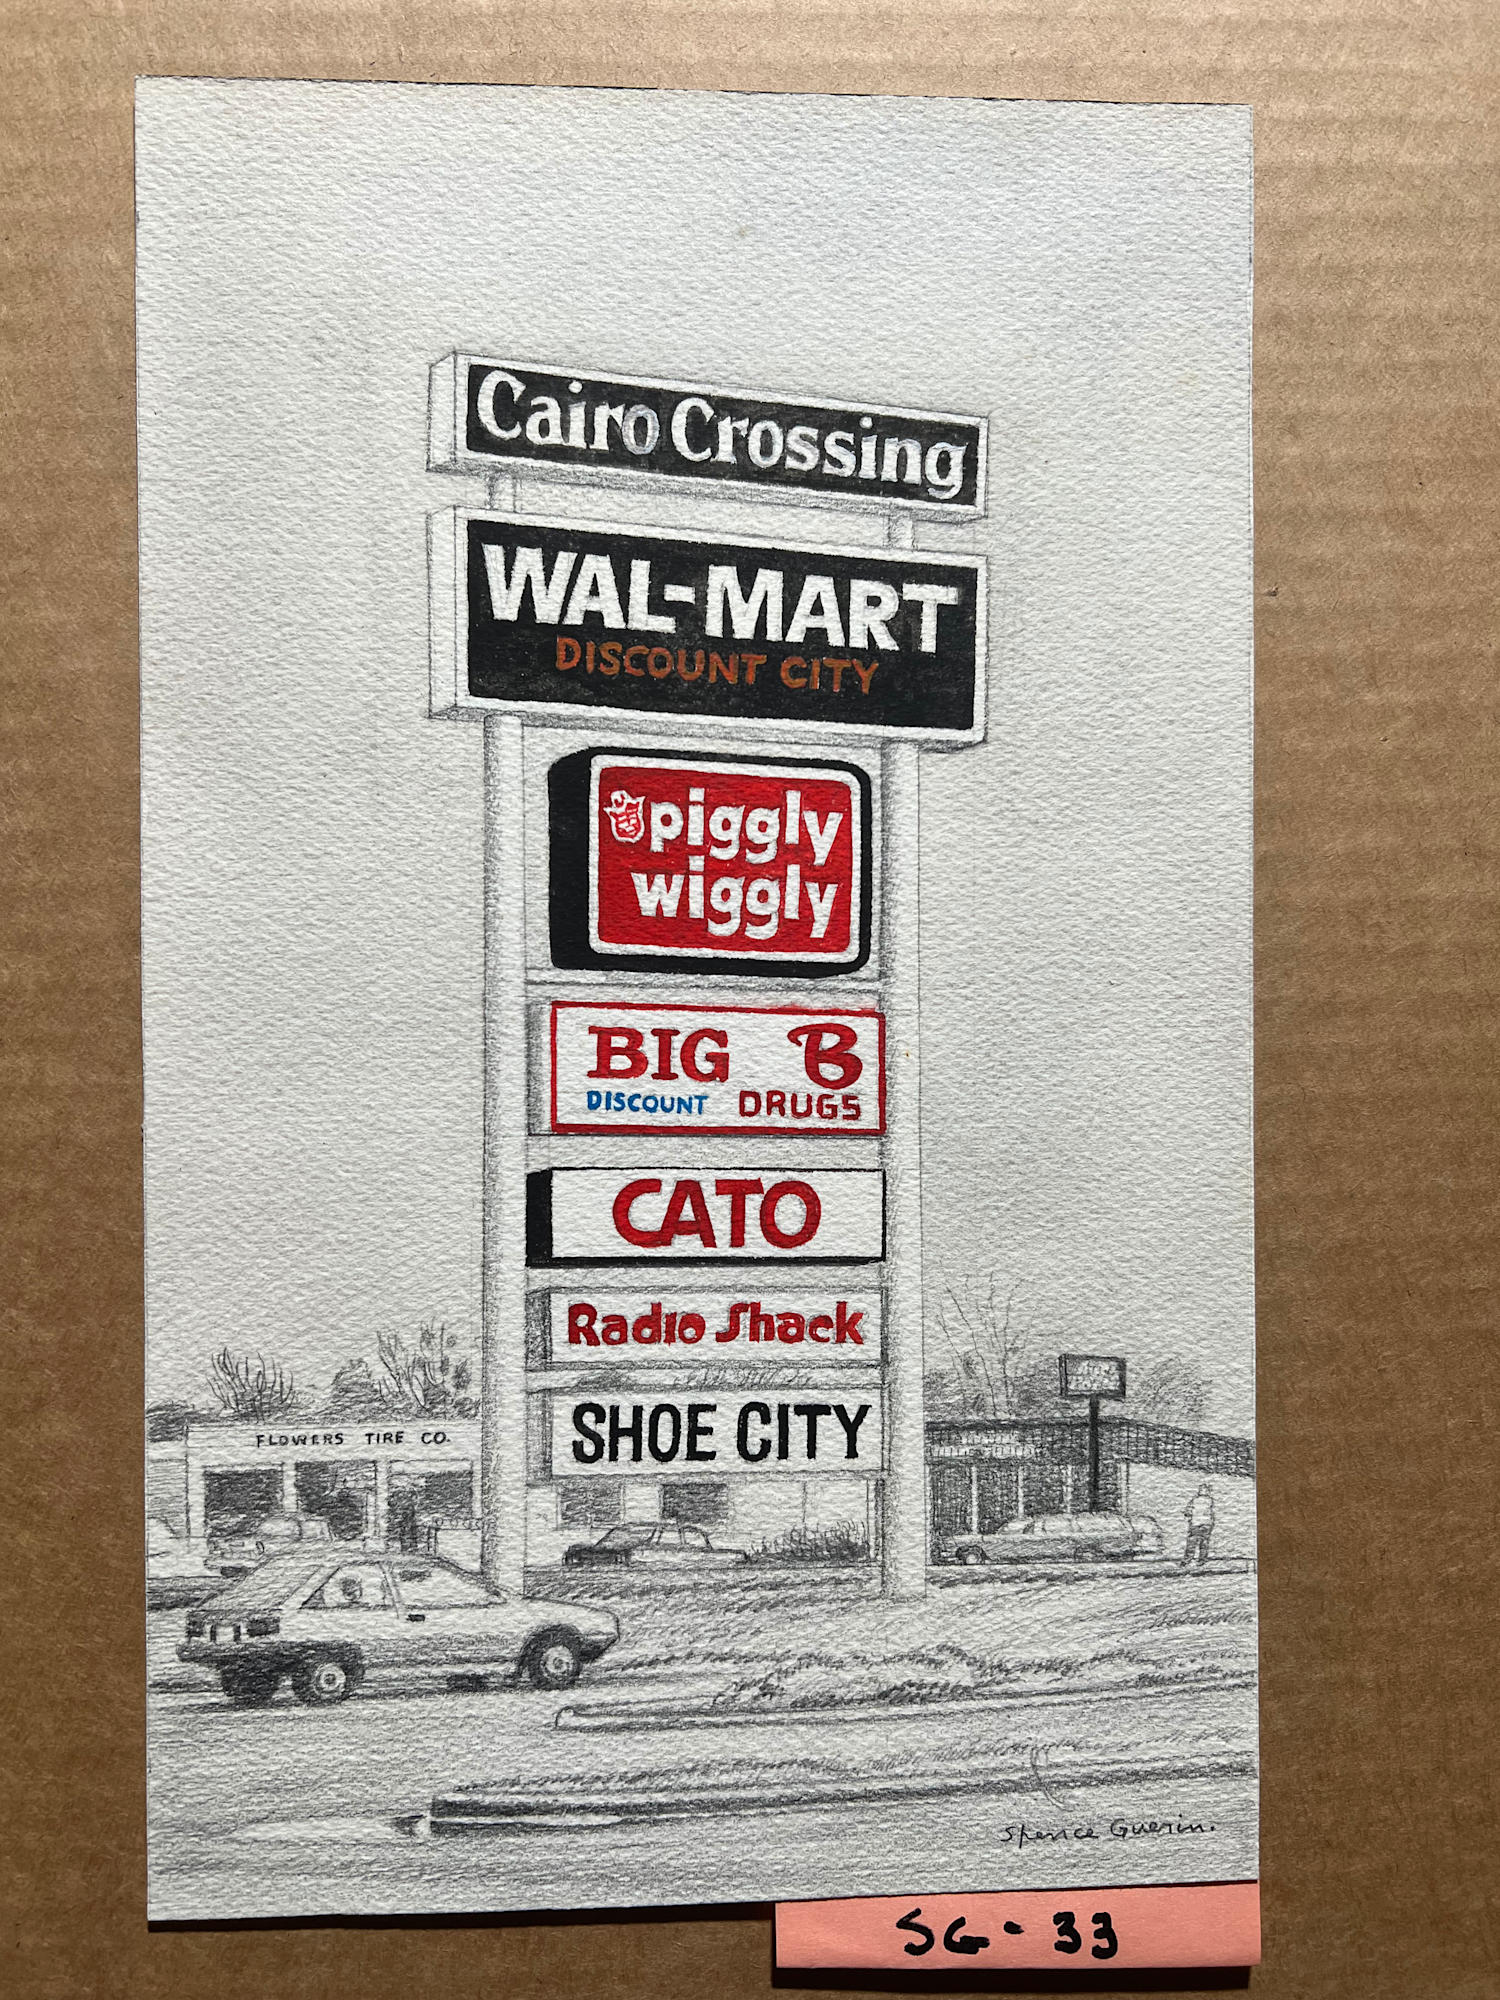 Cairo Crossing
WAL-MART
DISCOUNT CITY
piggly
wiggly
BIG B
DISCOUNT DRUGS
CATO
Radio Shack
SHOE CITY
FLOWERS TIRE CO.
Spence Guerin.
SG-33